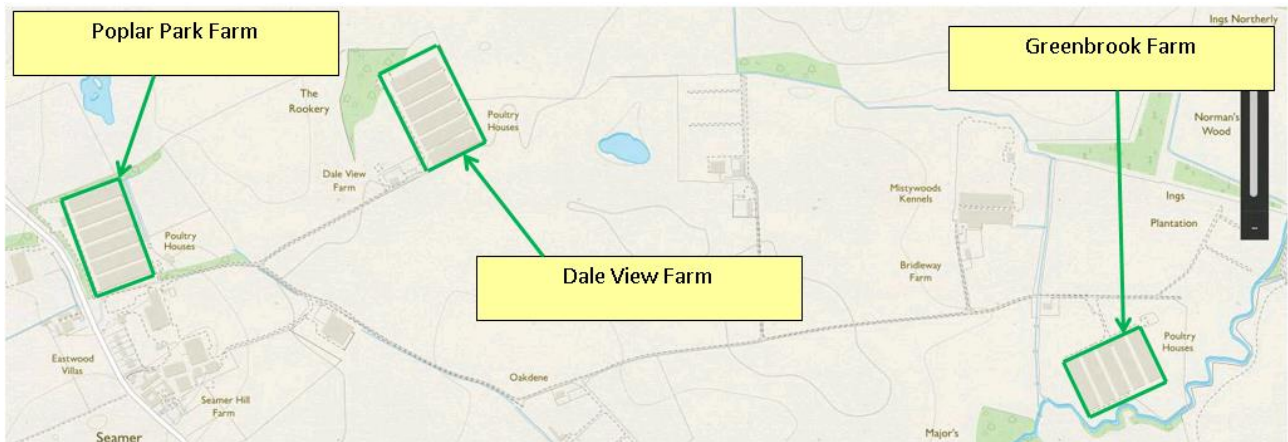 Poplar Park Farm
Ings Northerly
Greenbrook Farm
The
Rookery
Poultry
Houses
Norman's
Wood
Dale View
Farm
Mistywoods
Kennels
Ings
Plantation
Poultry
Houses
Dale View Farm
Bridleway
Farm
Eastwood
Villas
Poultry
Houses
Oakdene
Seamer Hill
Farm
Seamer
Major's